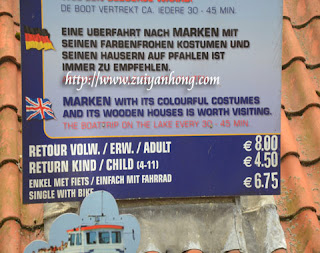 DE BOOT VERTREKT CA. IEDERE 30 - 45 MIN.
EINE ÜBERFAHRT NACH MARKEN MIT
SEINEN FARBENFROHEN KOSTUMEN UND
SEINEN HAUSERN AUF PFAHLEN IST
IMMER ZU EMPFEHLEN.
http://www.zuiyanhong.com
MARKEN WITH ITS COLOURFUL COSTUMES
AND ITS WOODEN HOUSES IS WORTH VISITING.
THE BOATTRIP ON THE LAKE EVERY 30 - 45 MIN.
RETOUR VOLW. / ERW. / ADULT € 8.00
RETURN KIND / CHILD (4-11) € 4.50
ENKEL MET FIETS / EINFACH MIT FAHRRAD € 6.75
SINGLE WITH BIKE